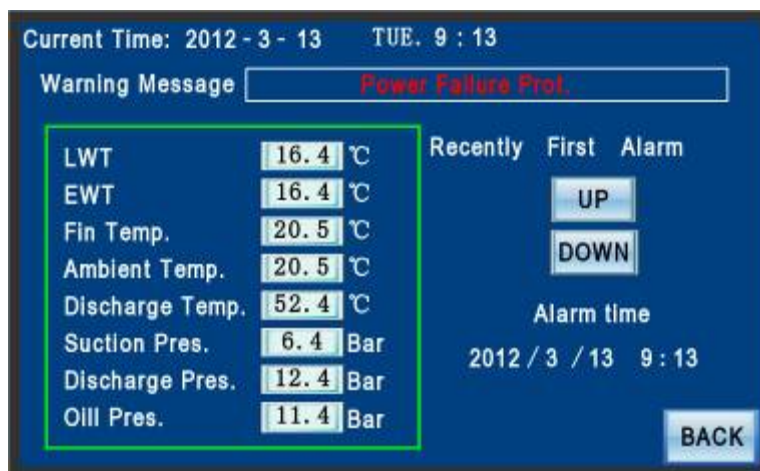 Current Time: 2012 - 3 - 13 TUE. 9 : 13
Warning Message Power Failure Prot.
LWT 16.4 ℃
EWT 16.4 ℃
Fin Temp. 20.5 ℃
Ambient Temp. 20.5 ℃
Discharge Temp. 52.4 ℃
Suction Pres. 6.4 Bar
Discharge Pres. 12.4 Bar
Oill Pres. 11.4 Bar
Recently First Alarm
UP
DOWN
Alarm time
2012 / 3 / 13 9 : 13
BACK